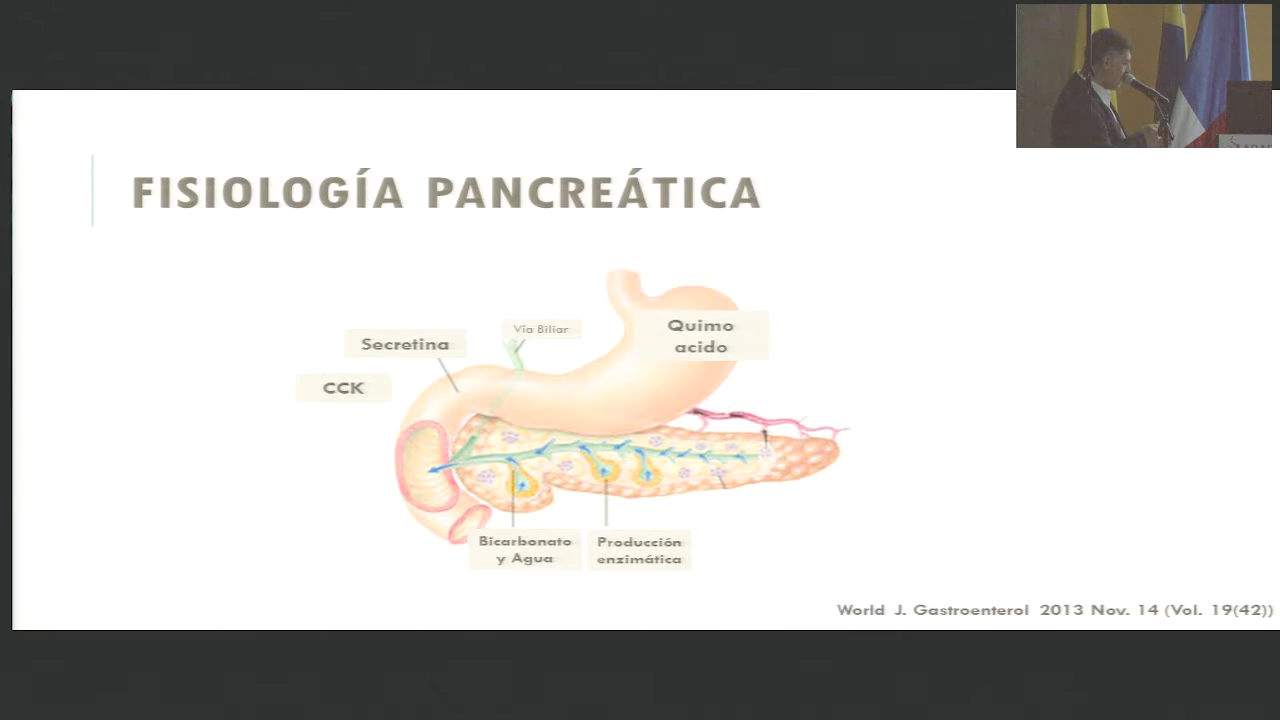 FISIOLOGÍA PANCREÁTICA
Vía Biliar
Quimo
acido
Secretina
CCK
Bicarbonato
y Agua
Producción
enzimática
World J. Gastroenterol 2013 Nov. 14 (Vol. 19(42))